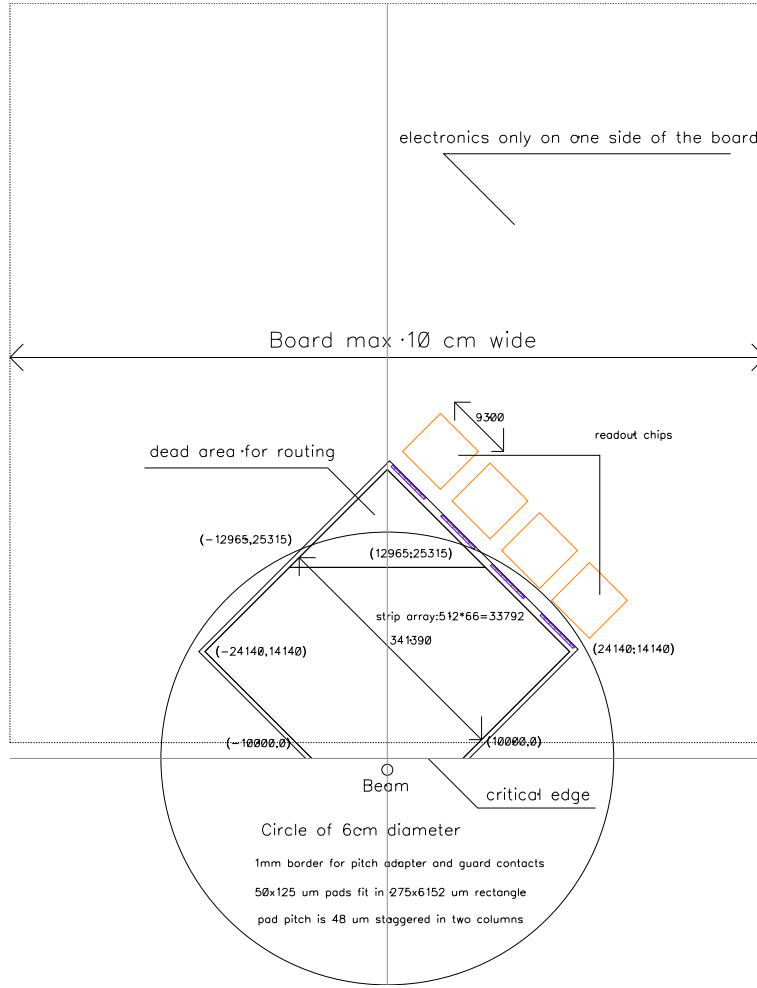 electronics only on one side of the board
Board max 10 cm wide
9300
readout chips
dead area for routing
(-12965,25315)
(12965;25315)
strip array:512*66=33792
341390
(-24140,14140)
(24140;14140)
(-10000,0)
(10000,0)
Beam
critical edge
Circle of 6cm diameter
1mm border for pitch adapter and guard contacts
50x125 um pads fit in 275x6152 um rectangle
pad pitch is 48 um staggered in two columns